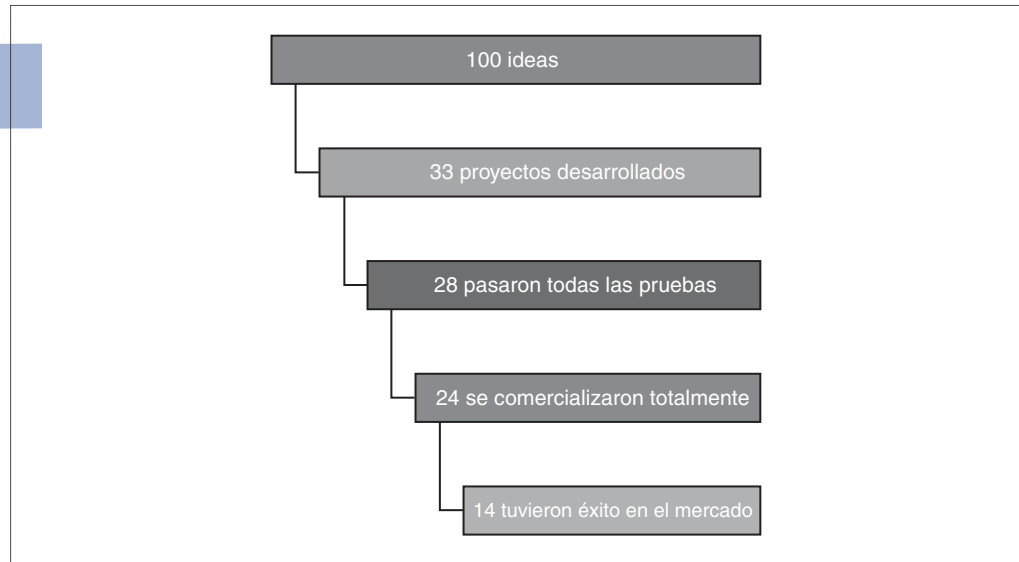 100 ideas
33 proyectos desarrollados
28 pasaron todas las pruebas
24 se comercializaron totalmente
14 tuvieron éxito en el mercado